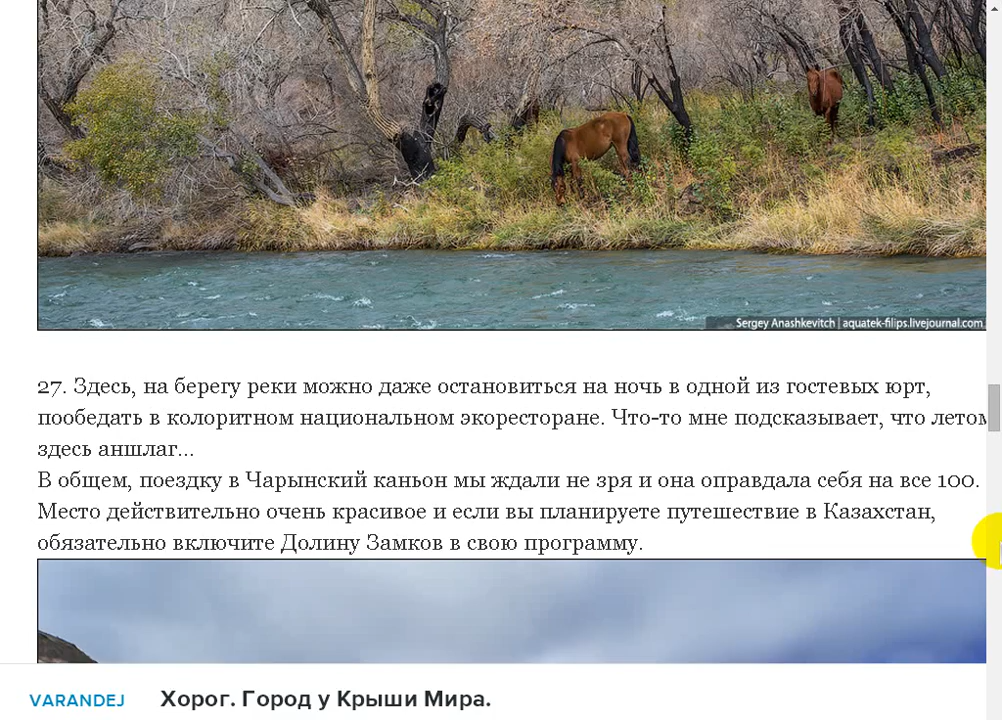 Sergey Anashkevitch | aquatek-filips.livejournal.com
27. Здесь, на берегу реки можно даже остановиться на ночь в одной из гостевых юрт,
пообедать в колоритном национальном экоресторане. Что-то мне подсказывает, что летом
здесь аншлаг...
В общем, поездку в Чарынский каньон мы ждали не зря и она оправдала себя на все 100.
Место действительно очень красивое и если вы планируете путешествие в Казахстан,
обязательно включите Долину Замков в свою программу.
VARANDEJ Хорог. Город у Крыши Мира.